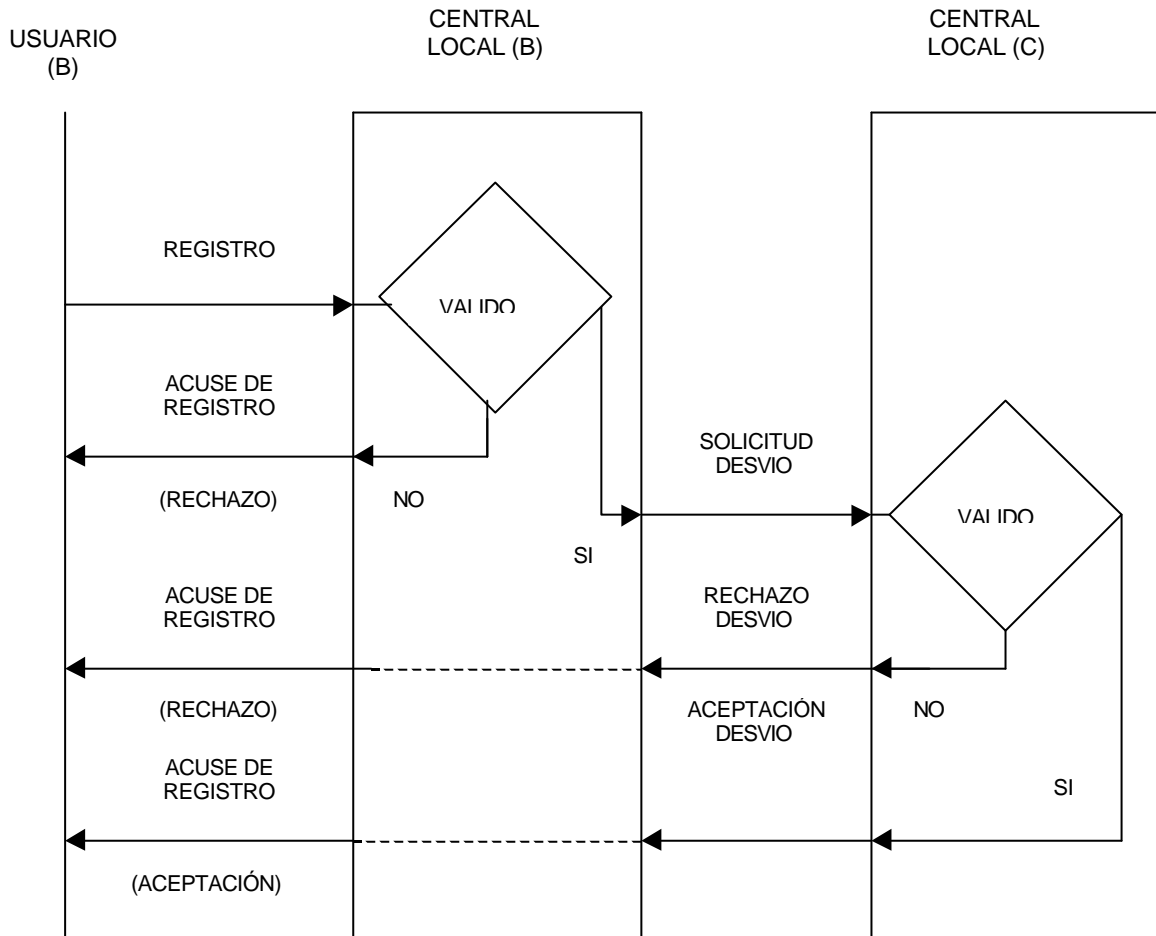 USUARIO
(B)
CENTRAL
LOCAL (B)
CENTRAL
LOCAL (C)
REGISTRO
VALIDO
ACUSE DE
REGISTRO
(RECHAZO)
NO
SOLICITUD
DESVIO
VALIDO
SI
ACUSE DE
REGISTRO
RECHAZO
DESVIO
(RECHAZO)
ACEPTACIÓN
DESVIO
NO
ACUSE DE
REGISTRO
SI
(ACEPTACIÓN)